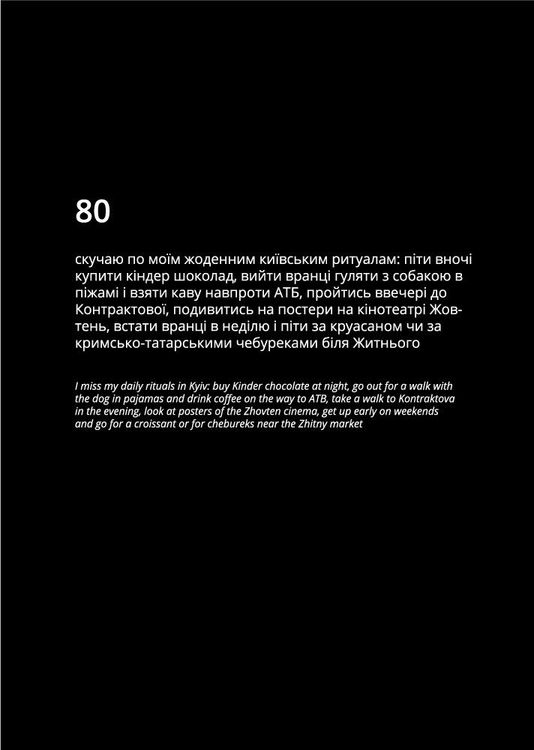 80
скучаю по моїм жоденним київським ритуалам: піти вночі
купити кіндер шоколад, вийти вранці гуляти з собакою в
піжамі і взяти каву навпроти АТБ, пройтись ввечері до
Контрактової, подивитись на постери на кінотеатрі Жов-
тень, встати вранці в неділю і піти за круасаном чи за
кримсько-татарськими чебуреками біля Житнього
I miss my daily rituals in Kyiv: buy Kinder chocolate at night, go out for a walk with
the dog in pajamas and drink coffee on the way to ATB, take a walk to Kontraktova
in the evening, look at posters of the Zhovten cinema, get up early on weekends
and go for a croissant or for chebureks near the Zhitny market